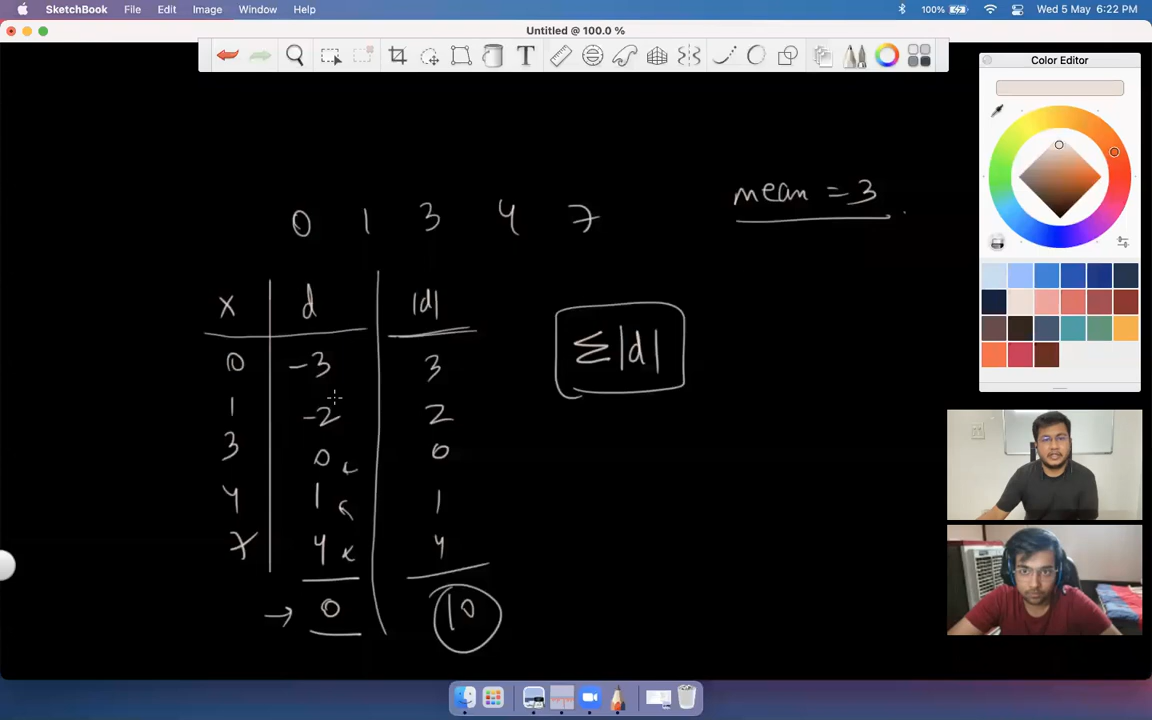 SketchBook File Edit Image Window Help 100% Wed 5 May 6:22 PM
Untitled @ 100.0 %
Color Editor
T
mean = 3
0 1 3 4 7
x d |d|
0 -3 3
Σ|d|
1 -2 2
3 0 0
4 1 1
7 4 4
→ 0 10